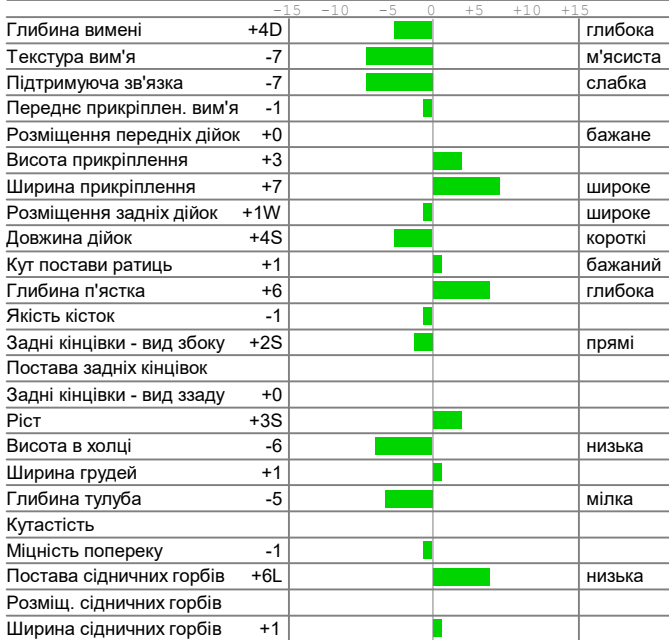 -15 -10 -5 0 +5 +10 +15
Глибина вимені +4D глибока
Текстура вим'я -7 м'ясиста
Підтримуюча зв'язка -7 слабка
Переднє прикріплен. вим'я -1
Розміщення передніх дійок +0 бажане
Висота прикріплення +3
Ширина прикріплення +7 широке
Розміщення задніх дійок +1W широке
Довжина дійок +4S короткі
Кут постави ратиць +1 бажаний
Глибина п'ястка +6 глибока
Якість кісток -1
Задні кінцівки - вид збоку +2S прямі
Постава задніх кінцівок
Задні кінцівки - вид ззаду +0
Ріст +3S
Висота в холці -6 низька
Ширина грудей +1
Глибина тулуба -5 мілка
Кутастість
Міцність попереку -1
Постава сідничних горбів +6L низька
Розміщ. сідничних горбів
Ширина сідничних горбів +1